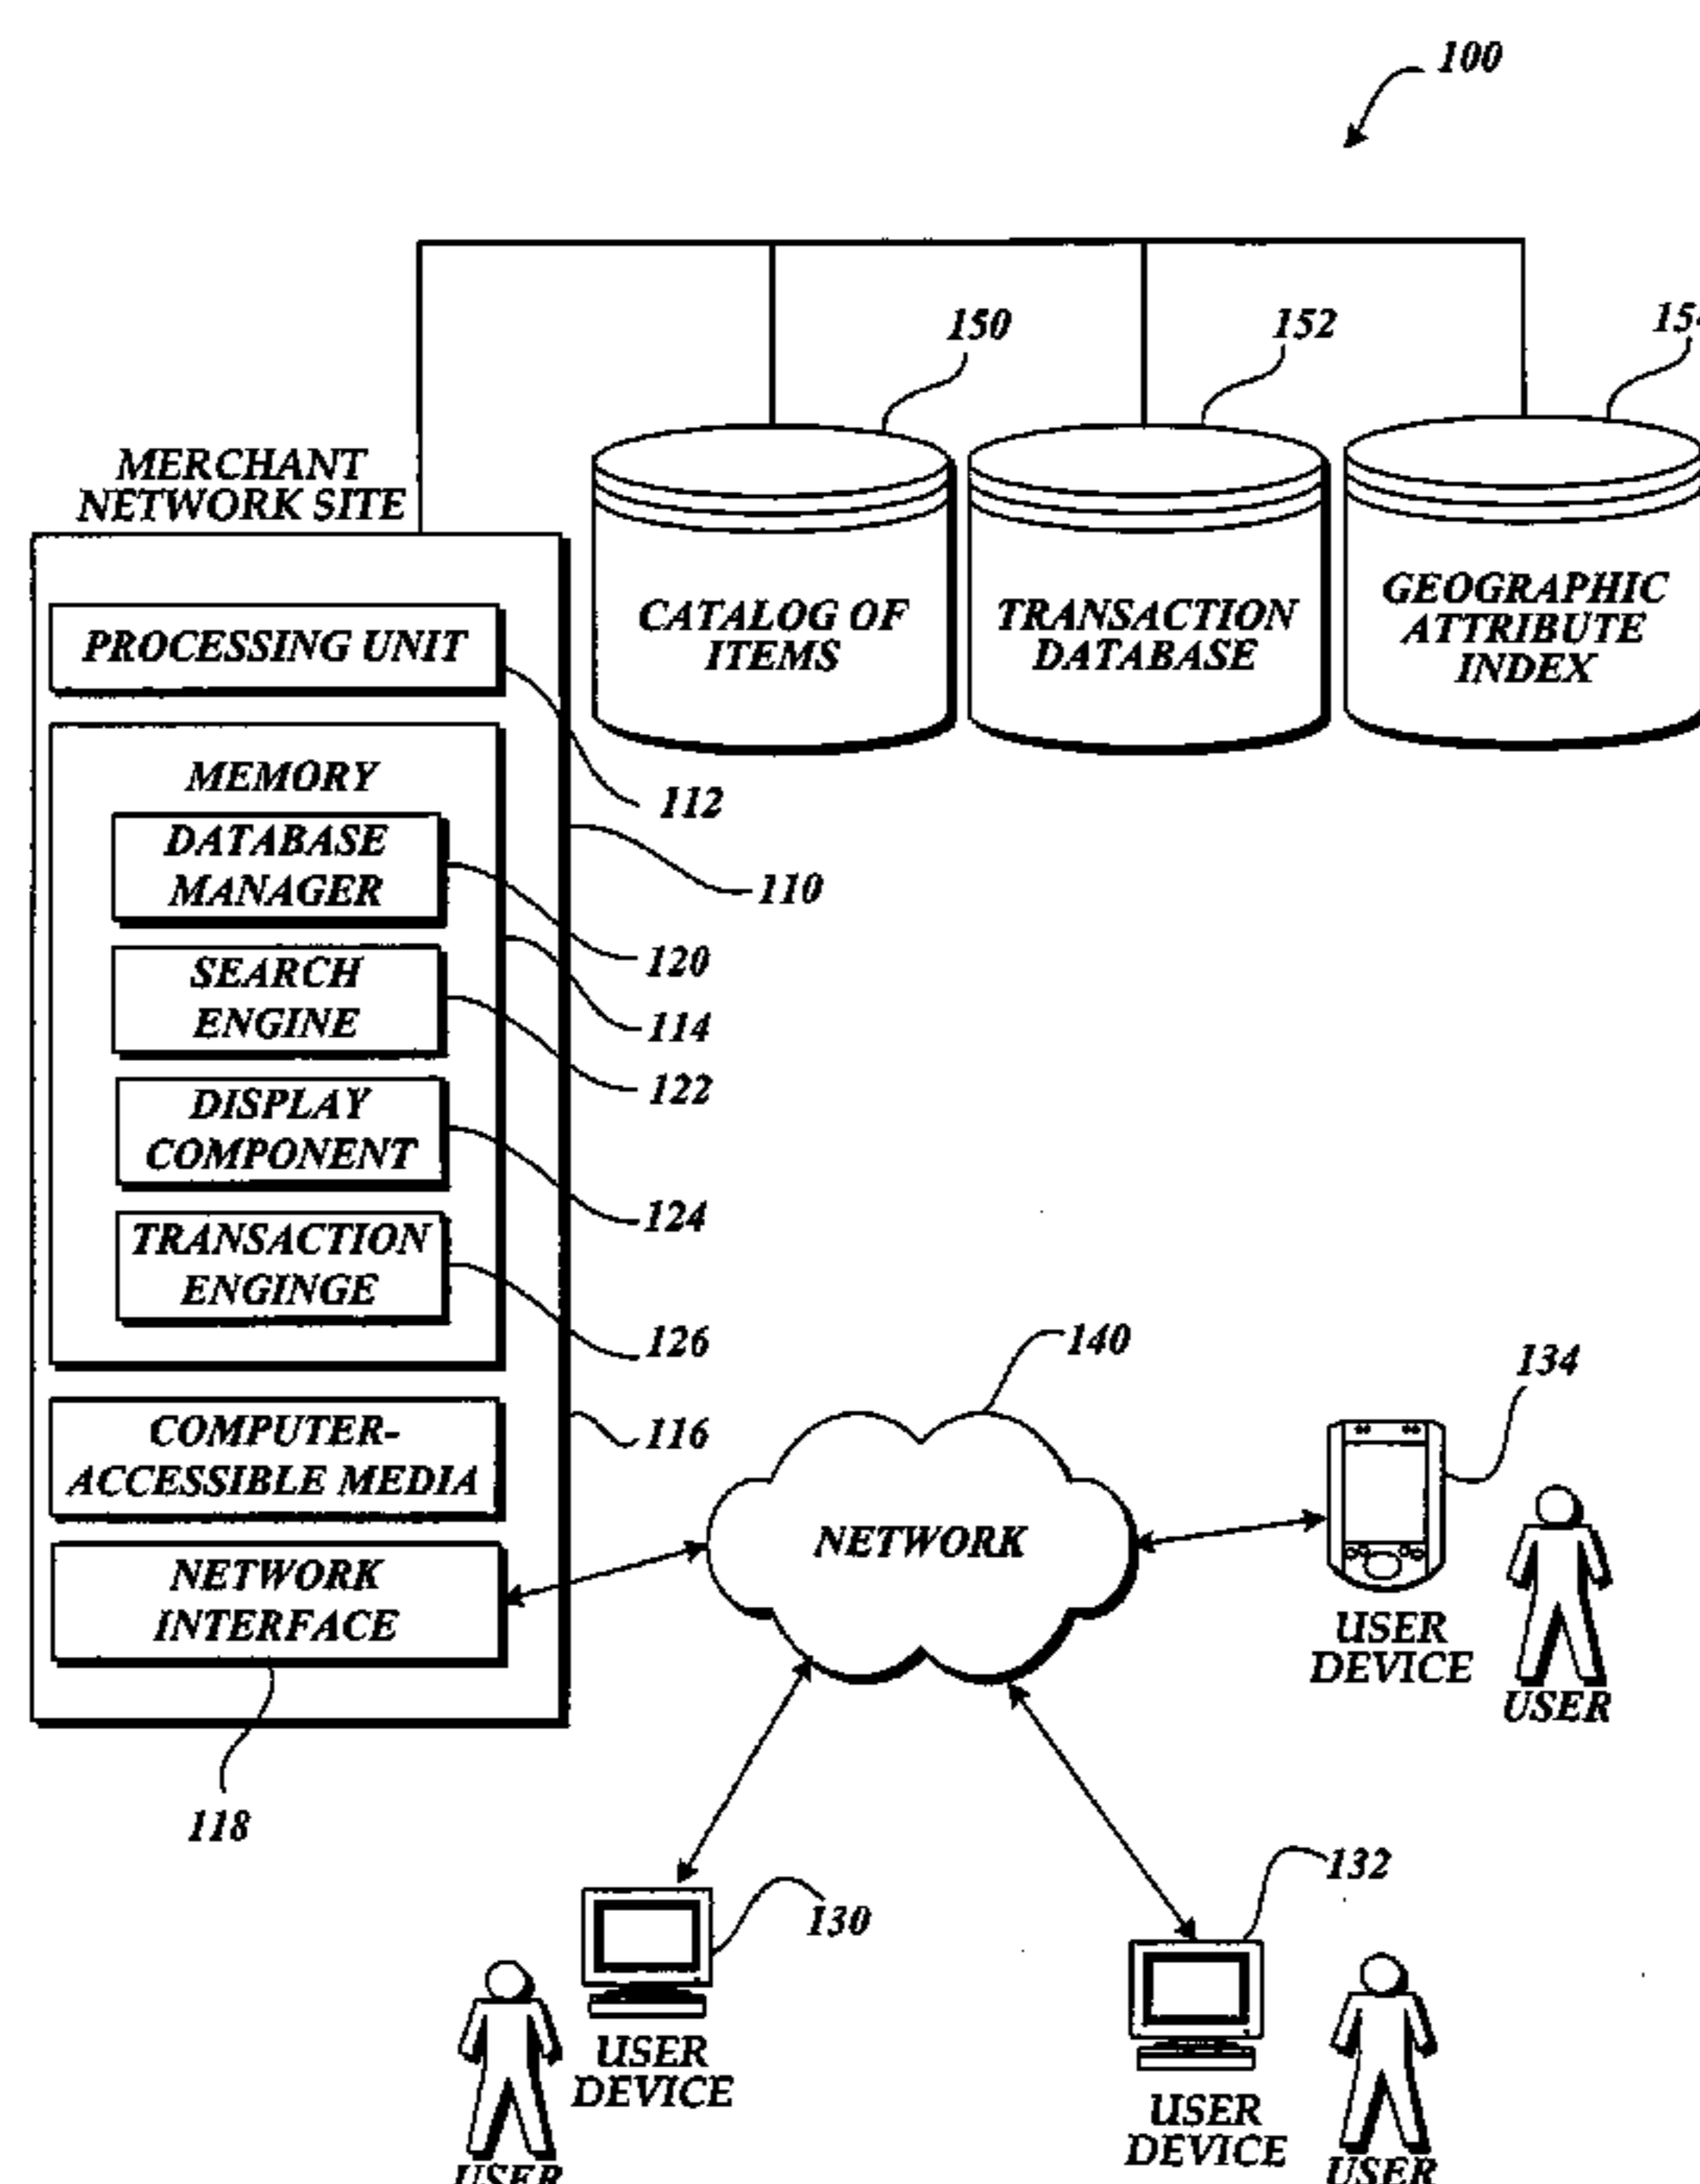 100
150
152
MERCHANT
NETWORK SITE
CATALOG OF
ITEMS
TRANSACTION
DATABASE
GEOGRAPHIC
ATTRIBUTE
INDEX
PROCESSING UNIT
112
MEMORY
110
DATABASE
MANAGER
120
114
SEARCH
ENGINE
122
DISPLAY
COMPONENT
124
TRANSACTION
ENGINGE
126
COMPUTER-
ACCESSIBLE MEDIA
116
NETWORK
INTERFACE
118
140
NETWORK
134
USER
DEVICE
USER
130
USER
DEVICE
USER
132
USER
DEVICE
USER